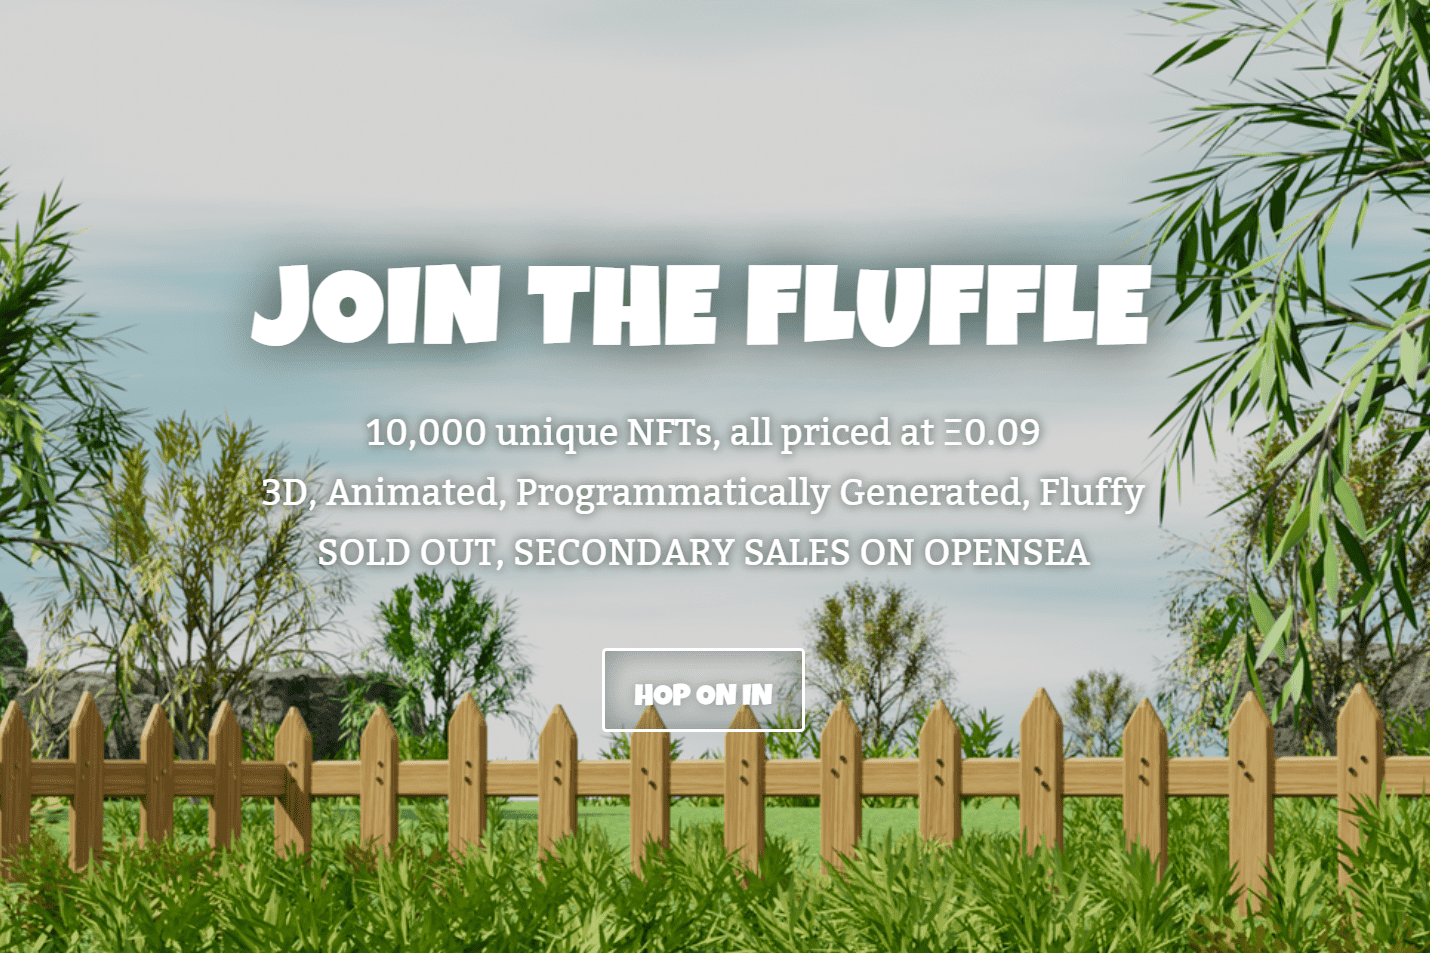 JOIN THE FLUFFLE
10,000 unique NFTs, all priced at Ξ0.09
3D, Animated, Programmatically Generated, Fluffy
SOLD OUT, SECONDARY SALES ON OPENSEA
HOP ON IN